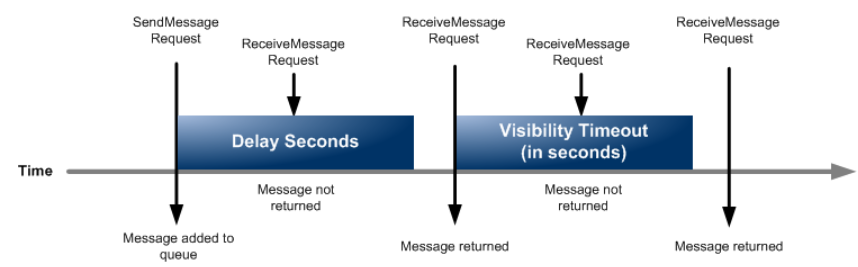 SendMessage
Request
ReceiveMessage
Request
ReceiveMessage
Request
ReceiveMessage
Request
ReceiveMessage
Request
Delay Seconds
Visibility Timeout
(in seconds)
Time
Message not
returned
Message not
returned
Message added to
queue
Message returned
Message returned